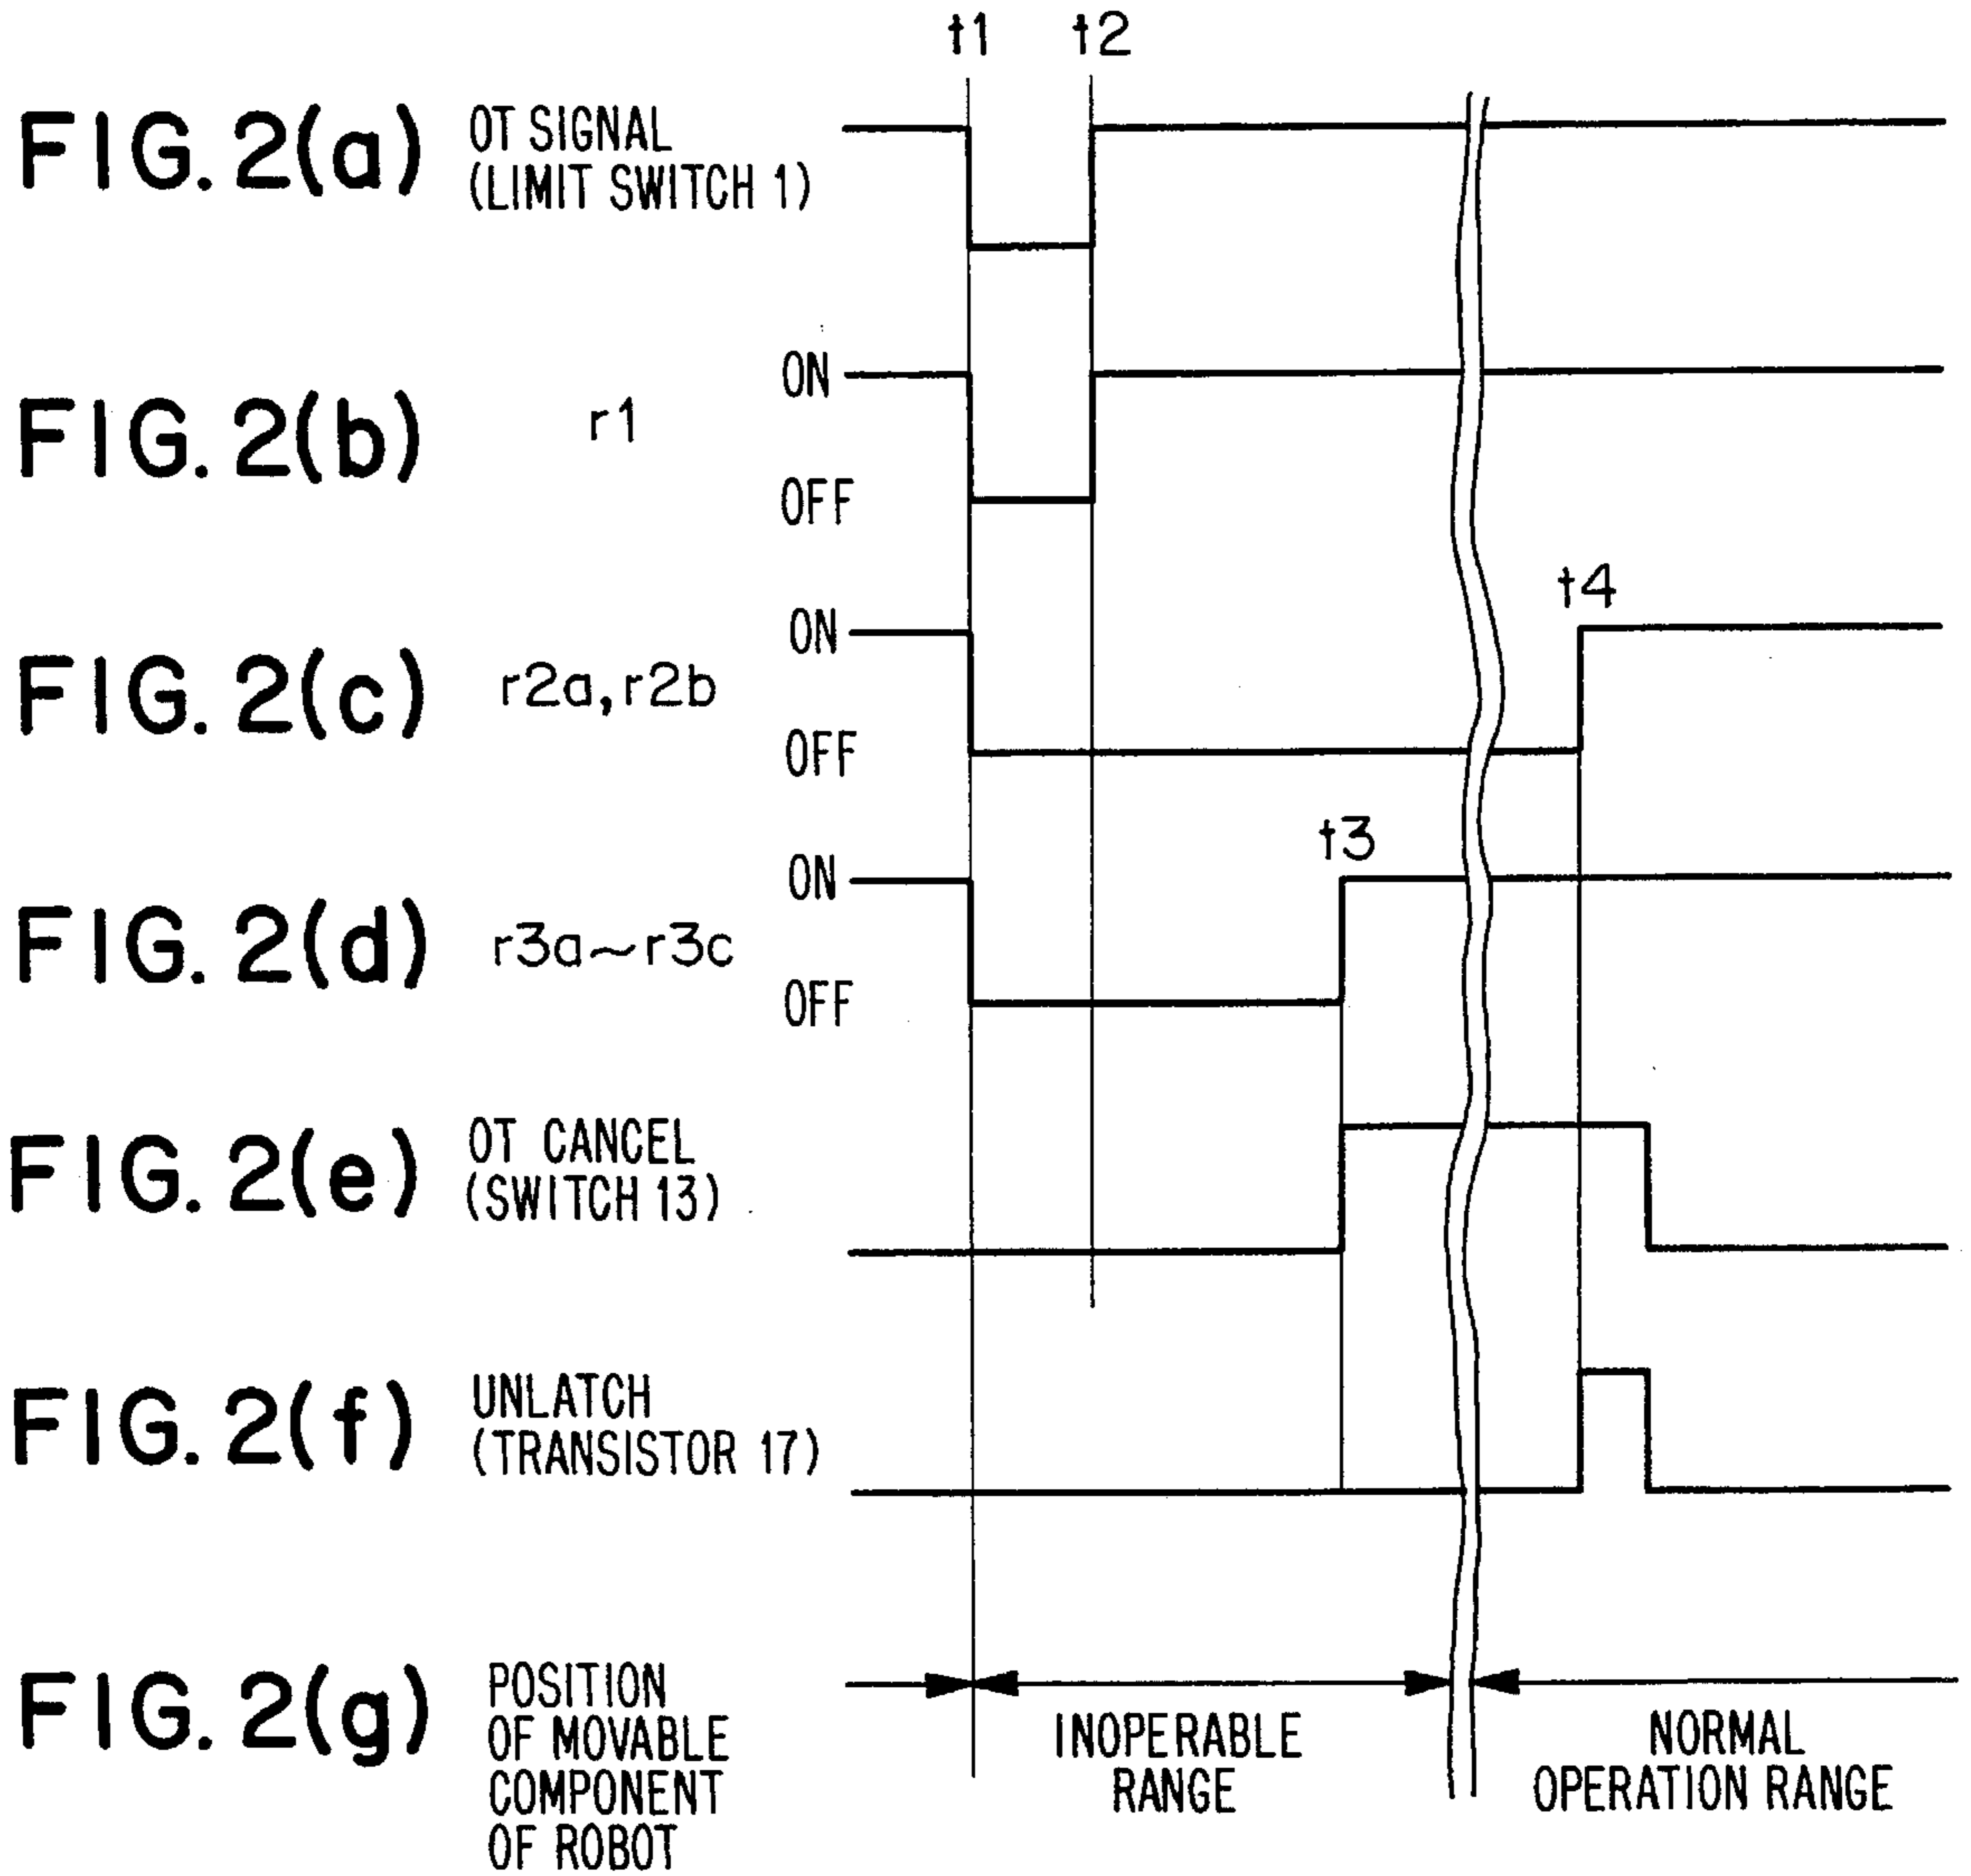 t1 t2
FIG. 2(a) OT SIGNAL
(LIMIT SWITCH 1)
ON
FIG. 2(b) r1
OFF
t4
ON
FIG. 2(c) r2a, r2b
OFF
t3
ON
FIG. 2(d) r3a~r3c
OFF
FIG. 2(e) OT CANCEL
(SWITCH 13)
FIG. 2(f) UNLATCH
(TRANSISTOR 17)
FIG. 2(g) POSITION
OF MOVABLE
COMPONENT
OF ROBOT
INOPERABLE
RANGE
NORMAL
OPERATION RANGE